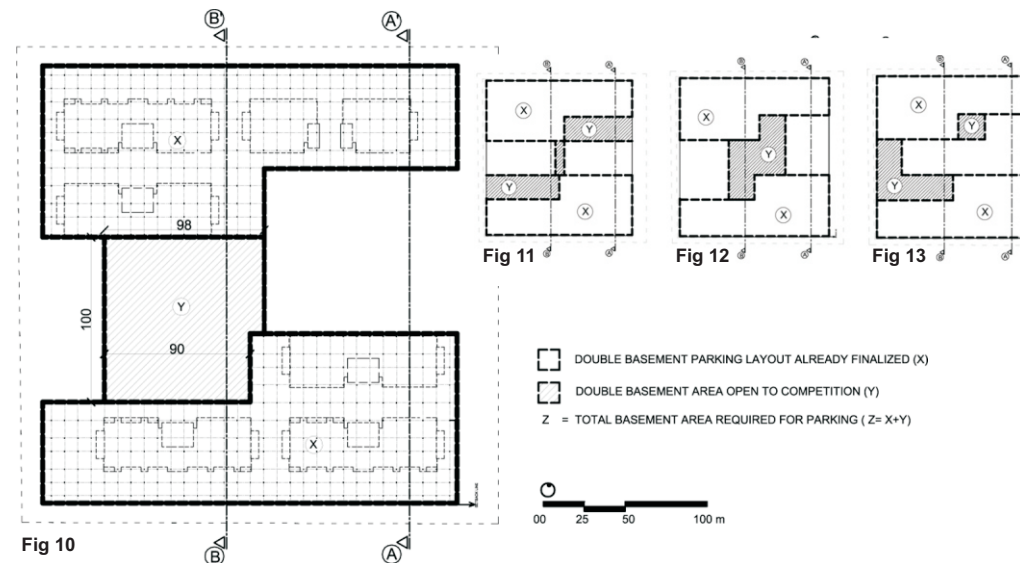 B'
A'
X
98
Y
100
90
X
B
A
Fig 10
X
Y
Y
X
Fig 11
X
Y
X
Fig 12
X
Y
Y
X
Fig 13
DOUBLE BASEMENT PARKING LAYOUT ALREADY FINALIZED (X)
DOUBLE BASEMENT AREA OPEN TO COMPETITION (Y)
Z = TOTAL BASEMENT AREA REQUIRED FOR PARKING ( Z= X+Y)
00 25 50 100 m